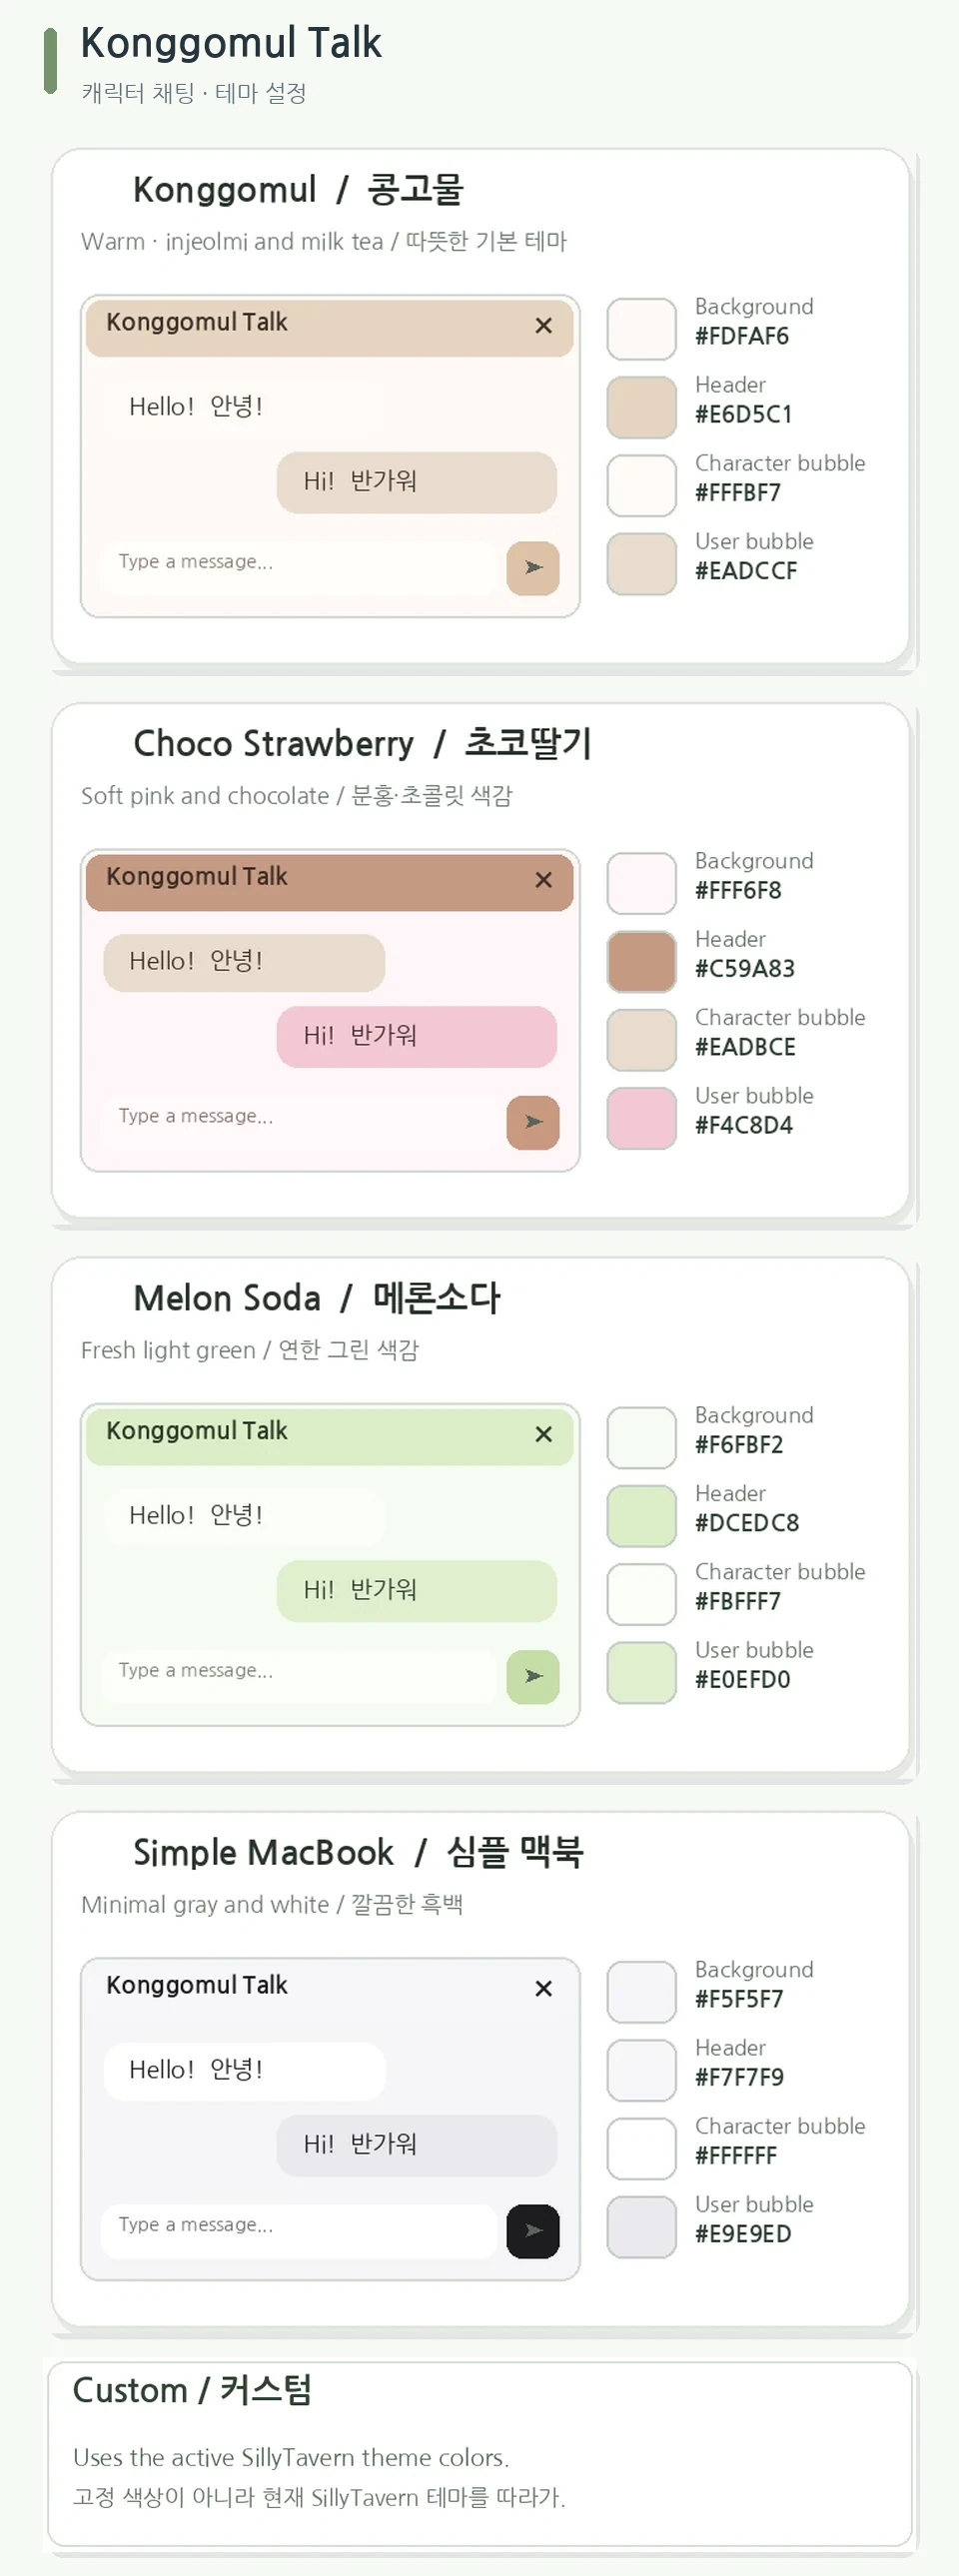 Konggomul Talk
캐릭터 채팅 · 테마 설정
Konggomul / 콩고물
Warm · injeolmi and milk tea / 따뜻한 기본 테마
Konggomul Talk ✕
Hello! 안녕!
Hi! 반가워
Type a message...
➤
Background
#FDFAF6
Header
#E6D5C1
Character bubble
#FFFBF7
User bubble
#EADCCF
Choco Strawberry / 초코딸기
Soft pink and chocolate / 분홍·초콜릿 색감
Konggomul Talk ✕
Hello! 안녕!
Hi! 반가워
Type a message...
➤
Background
#FFF6F8
Header
#C59A83
Character bubble
#EADBCE
User bubble
#F4C8D4
Melon Soda / 메론소다
Fresh light green / 연한 그린 색감
Konggomul Talk ✕
Hello! 안녕!
Hi! 반가워
Type a message...
➤
Background
#F6FBF2
Header
#DCEDC8
Character bubble
#FBFFF7
User bubble
#E0EFD0
Simple MacBook / 심플 맥북
Minimal gray and white / 깔끔한 흑백
Konggomul Talk ✕
Hello! 안녕!
Hi! 반가워
Type a message...
➤
Background
#F5F5F7
Header
#F7F7F9
Character bubble
#FFFFFF
User bubble
#E9E9ED
Custom / 커스텀
Uses the active SillyTavern theme colors.
고정 색상이 아니라 현재 SillyTavern 테마를 따라가.